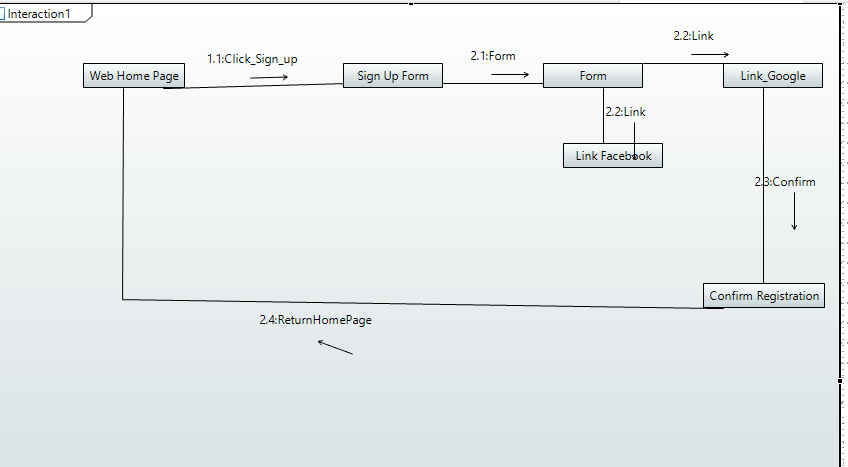 Interaction1
2.2:Link
1.1:Click_Sign_up
2.1:Form
Web Home Page
Sign Up Form
Form
Link_Google
2.2:Link
Link Facebook
2.3:Confirm
Confirm Registration
2.4:ReturnHomePage